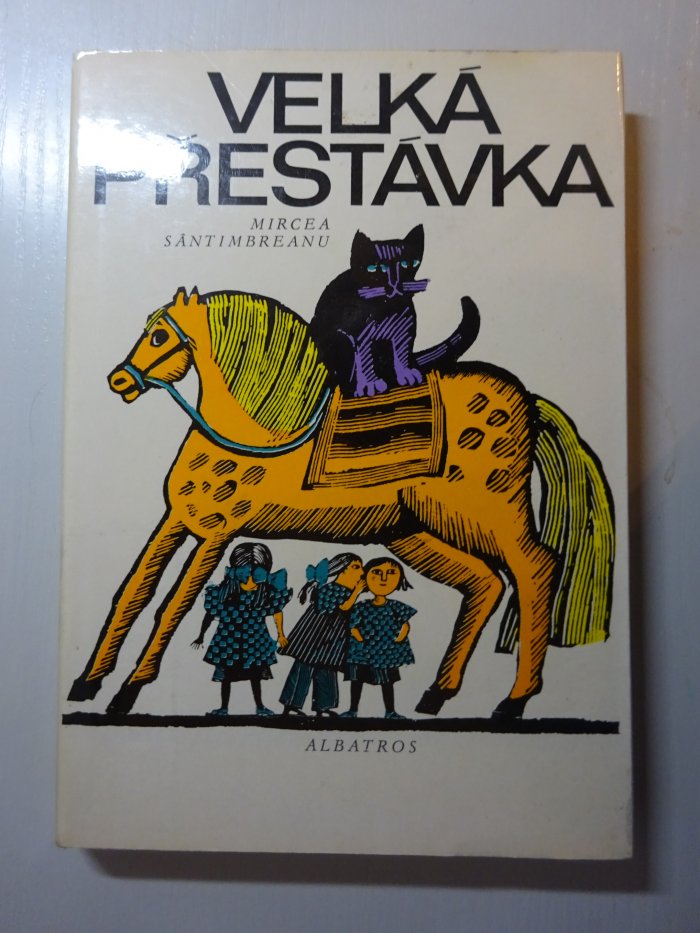 VELKÁ
PŘESTÁVKA
MIRCEA
SÂNTIMBREANU
ALBATROS